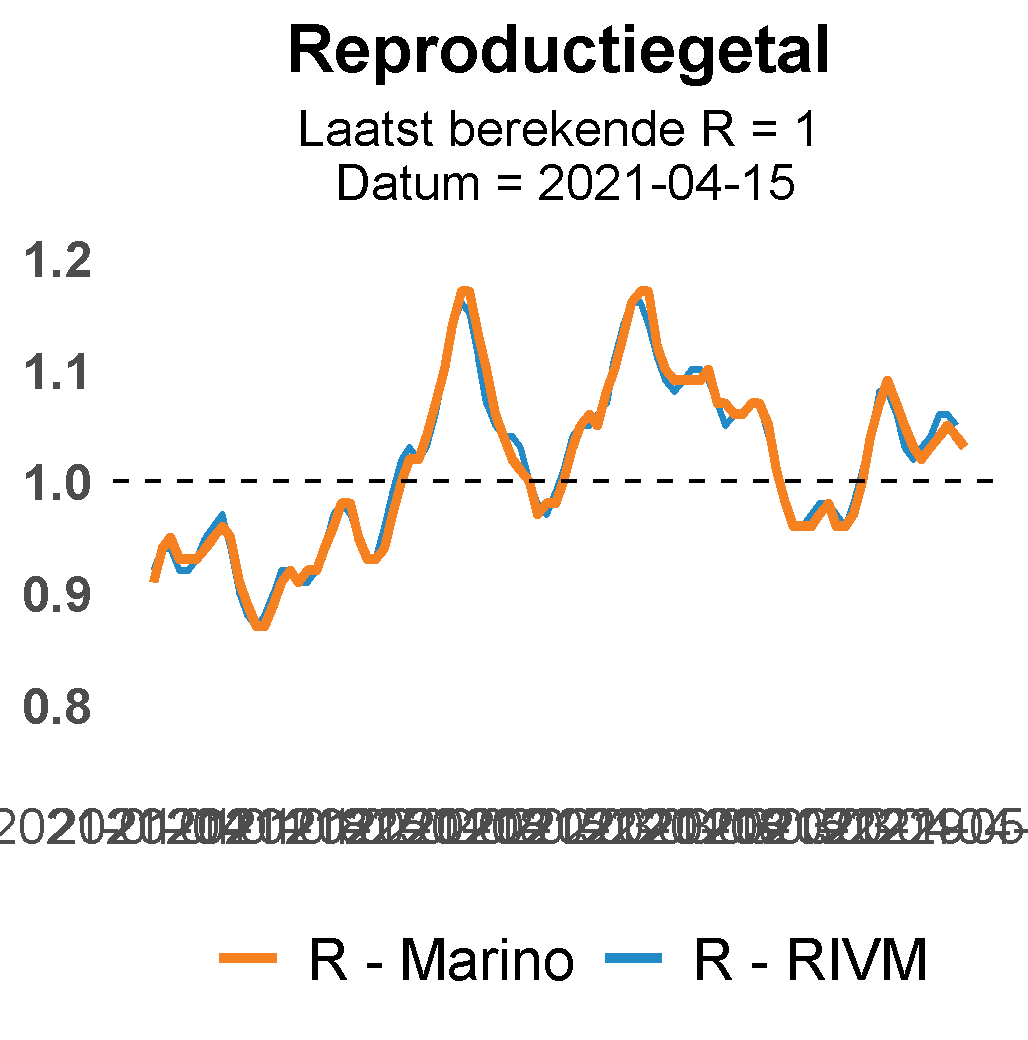 Reproductiegetal
Laatst berekende R = 1
Datum = 2021-04-15
1.2
1.1
1.0
0.9
0.8
R - Marino
R - RIVM